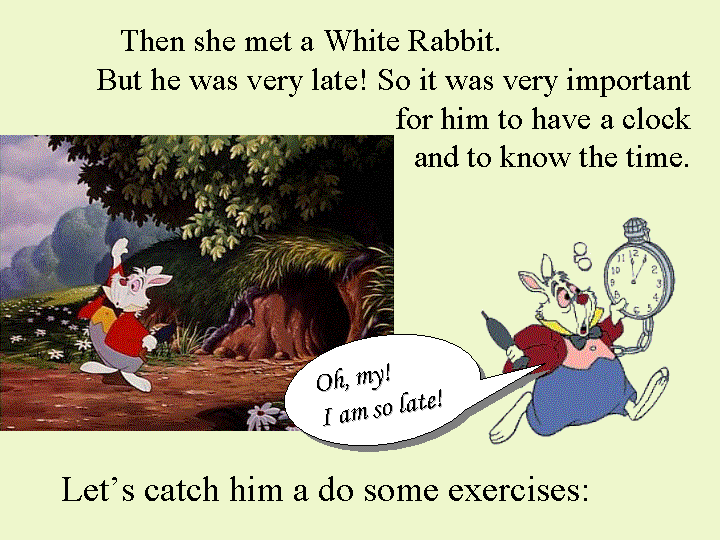 Then she met a White Rabbit.
But he was very late! So it was very important
for him to have a clock
and to know the time.
Oh, my!
I am so late!
Let’s catch him a do some exercises: